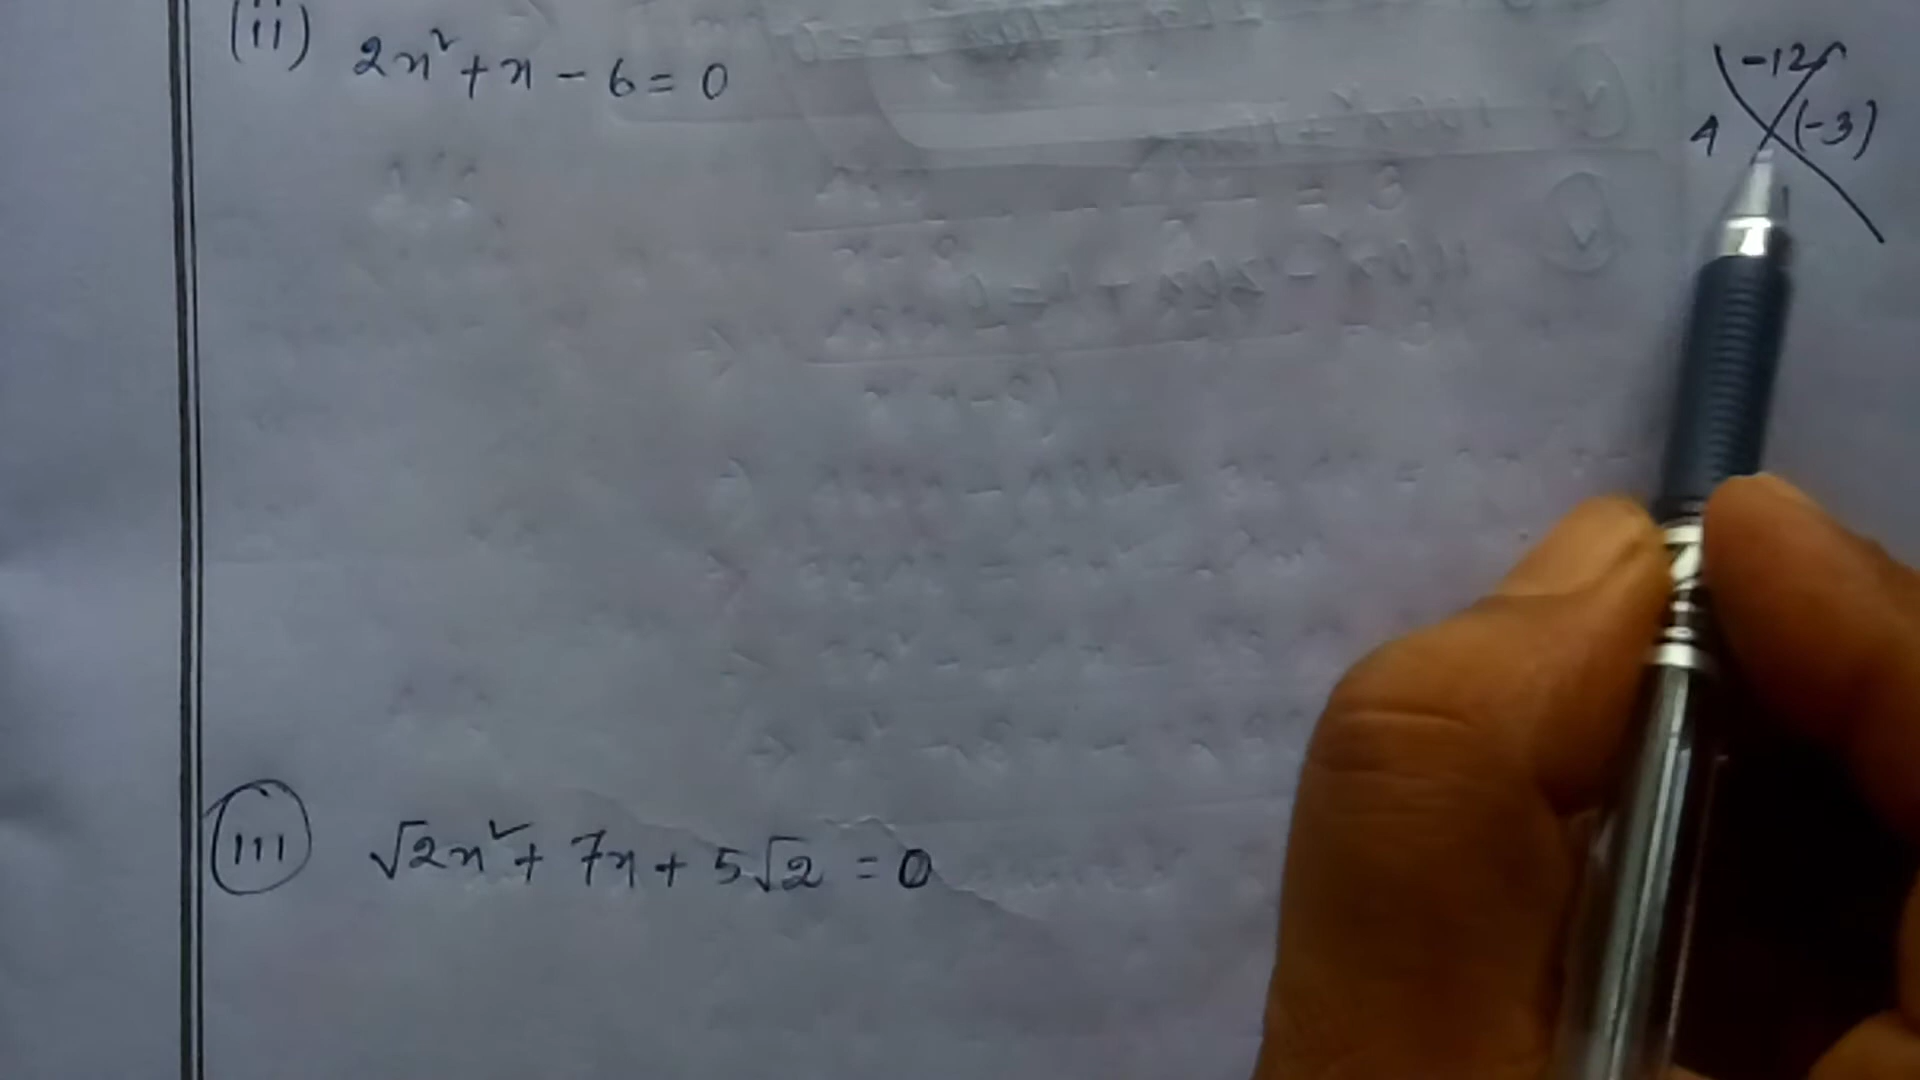 (ii) 2x² + x - 6 = 0
-12
4 (-3)
(iii) √2x² + 7x + 5√2 = 0